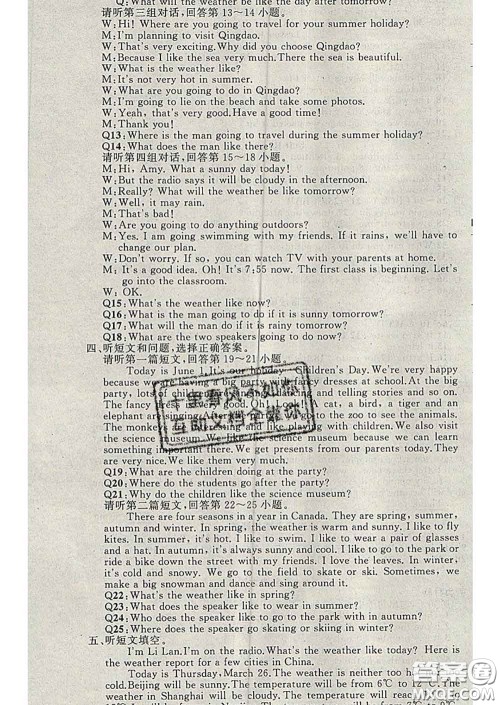 Q: What will the weather be like the day after tomorrow?
请听第三组对话,回答第13～14小题。
W: Hi! Where are you going to travel for your summer holiday?
M: I'm planning to visit Qingdao.
W: That's very exciting. Why did you choose Qingdao?
M: Because I like the sea very much. There the sea is beautiful.
W: What is the weather like?
M: It's not very hot in summer.
W: What are you going to do in Qingdao?
M: I'm going to lie on the beach and take some photos.
W: Yeah, that's very good. Have a good time!
M: Thank you!
Q13: Where is the man going to travel during the summer holiday?
Q14: What does the man like there?
请听第四组对话,回答第15～18小题。
M: Hi, Amy. What a sunny day today!
W: But the radio says it will be cloudy in the afternoon.
M: Really? What will the weather be like tomorrow?
W: Well, it may rain.
M: That's bad!
W: Are you going to do anything outdoors?
M: Yes. I am going swimming with my friends. If it rains, we'll have to
change our plan.
W: Don't worry. If so, you can watch TV with your parents at home.
M: It's a good idea. Oh! It's 7:55 now. The first class is beginning. Let's
go into the classroom.
W: OK.
Q15: What's the weather like now?
Q16: What will the man do if it is sunny tomorrow?
Q17: What will the man do if it rains tomorrow?
Q18: What are the two speakers going to do now?
四、听短文和问题,选择正确答案。
请听第一篇短文,回答第19～21小题。
Today is June 1. It's our holiday, Children's Day. We're very happy
because we're having a big party with fancy dresses at school. At the big
party, lots of children are singing and telling stories and so on.
The fancy dress party is very interesting. a cat, a bird, a tiger and an
elephant are singing. After the party, to the zoo to see the animals.
The monkeys and like playing with children. Some
children like science museum because we can learn
something more interesting there. We get presents from our parents today. They are
very nice. We like them very much.
Q19: What are the children doing at the party?
Q20: Where do the students go after the party?
Q21: Why do the children like the science museum?
请听第二篇短文,回答第22～25小题。
There are four seasons in a year in Canada. They are spring, summer,
autumn and winter. In spring, the weather is warm and sunny. I like to fly
kites. In summer, it's hot. I like to swim. I like to wear a pair of glasses
and a hat. In autumn, it's always sunny and cool. I like to go to the park or
ride a bike down the street with my friends. I love the leaves. In winter,
it's cold and snowy. We go to the field to skate or ski. Sometimes, we
make a big snowman and dance and sing around it.
Q22: What's the weather like in spring?
Q23: What does the speaker like to wear in summer?
Q24: Who does the speaker like to go to the park with in autumn?
Q25: Where does the speaker go skating or skiing in winter?
五、听短文填空。
I'm Li Lan. I'm on the radio. What's the weather like today? Here is
the weather report for a few cities in China.
Today is Thursday, March 26. The weather is neither too hot nor too
cold. Beijing will be sunny. The temperature will be from 6℃ to 12℃. The
weather in Shanghai will be cloudy. The temperature will reach